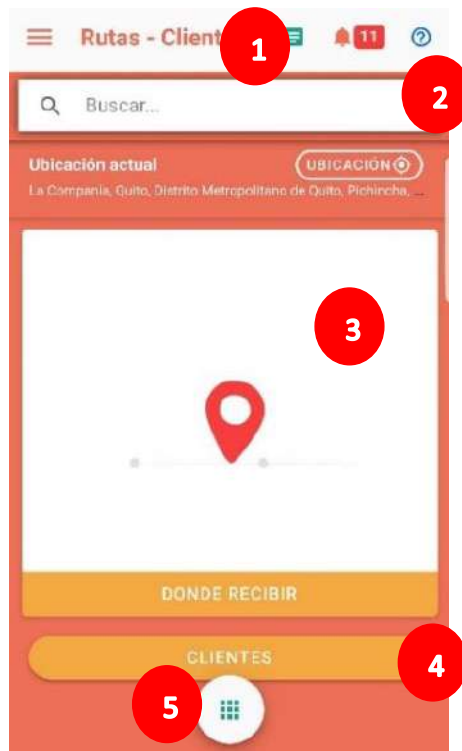 Rutas - Client
1
11
2
Buscar...
Ubicación actual
UBICACIÓN
La Compania, Quito, Distrito Metropolitano de Quito, Pichincha, ...
3
DONDE RECIBIR
CLIENTES
4
5